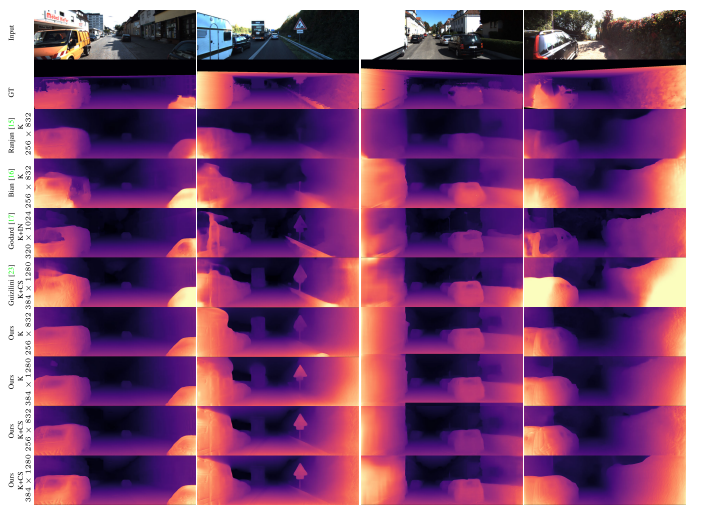 Input
GT
Ranjan [15]
K
256 × 832
Bian [16]
K
256 × 832
Godard [17]
K+IN
320 × 1024
Guizilini [23]
K+CS
384 × 1280
Ours
K
256 × 832
Ours
K
384 × 1280
Ours
K+CS
256 × 832
Ours
K+CS
384 × 1280